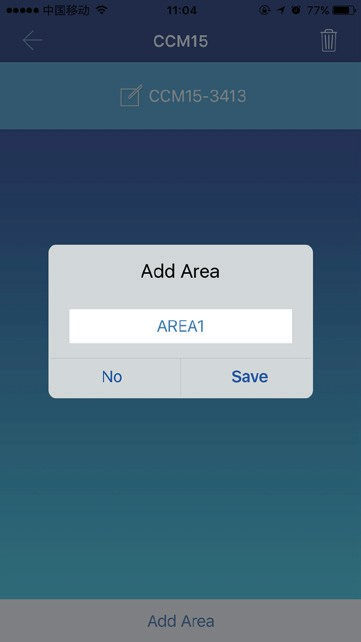 中国移动 11:04 77%
CCM15
CCM15-3413
Add Area
AREA1
No Save
Add Area